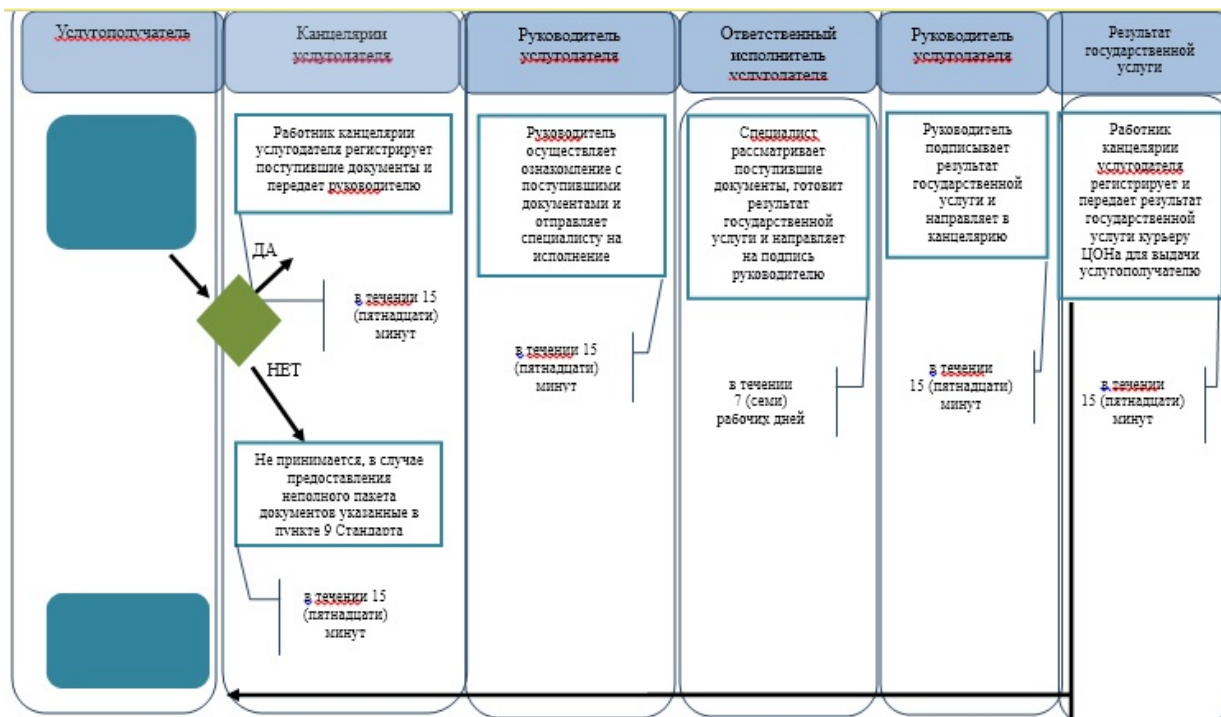 Услугополучатель
Канцелярии
услугодателя
Руководитель
услугодателя
Ответственный
исполнитель
услугодателя
Руководитель
услугодателя
Результат
государственной
услуги
Работник канцелярии
услугодателя регистрирует
поступившие документы и
передает руководителю
Руководитель
осуществляет
ознакомление с
поступившими
документами и
отправляет
специалисту на
исполнение
Специалист
рассматривает
поступившие
документы, готовит
результат
государственной
услуги и направляет
на подпись
руководителю
Руководитель
подписывает
результат
государственной
услуги и
направляет в
канцелярию
Работник
канцелярии
услугодателя
регистрирует и
передает результат
государственной
услуги курьеру
ЦОНа для выдачи
услугополучателю
ДА
в течении 15
(пятнадцати)
минут
НЕТ
в течении 15
(пятнадцати)
минут
в течении
7 (семи)
рабочих дней
в течении
15 (пятнадцати)
минут
в течении
15 (пятнадцати)
минут
Не принимается, в случае
предоставления
неполного пакета
документов указанные в
пункте 9 Стандарта
в течении 15
(пятнадцати)
минут